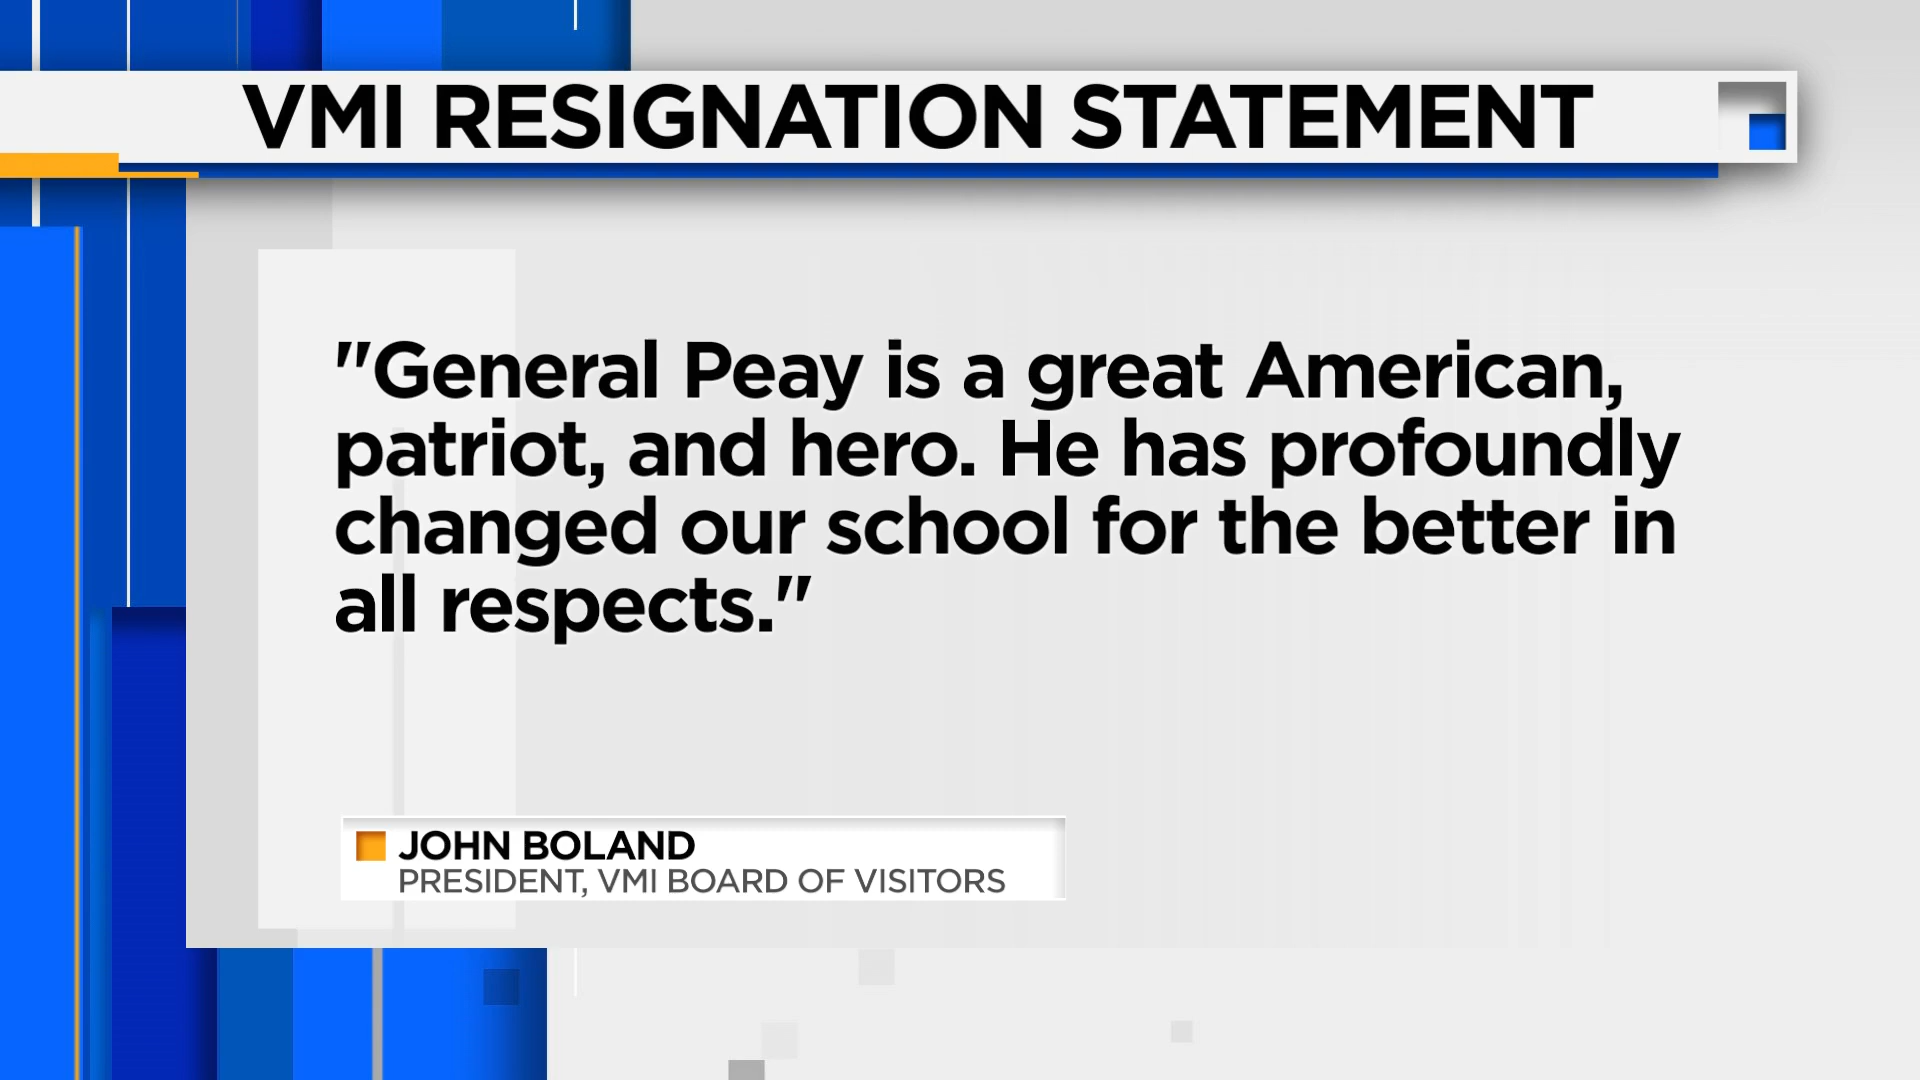 VMI RESIGNATION STATEMENT
"General Peay is a great American,
patriot, and hero. He has profoundly
changed our school for the better in
all respects."
JOHN BOLAND
PRESIDENT, VMI BOARD OF VISITORS